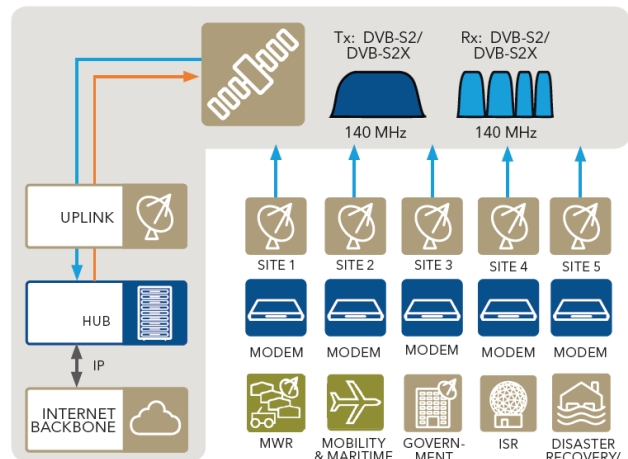 Tx: DVB-S2/
DVB-S2X
Rx: DVB-S2/
DVB-S2X
140 MHz
140 MHz
UPLINK
HUB
IP
INTERNET
BACKBONE
SITE 1
SITE 2
SITE 3
SITE 4
SITE 5
MODEM
MODEM
MODEM
MODEM
MODEM
MWR
MOBILITY
& MARITIME
GOVERN-
MENT
ISR
DISASTER
RECOVERY/